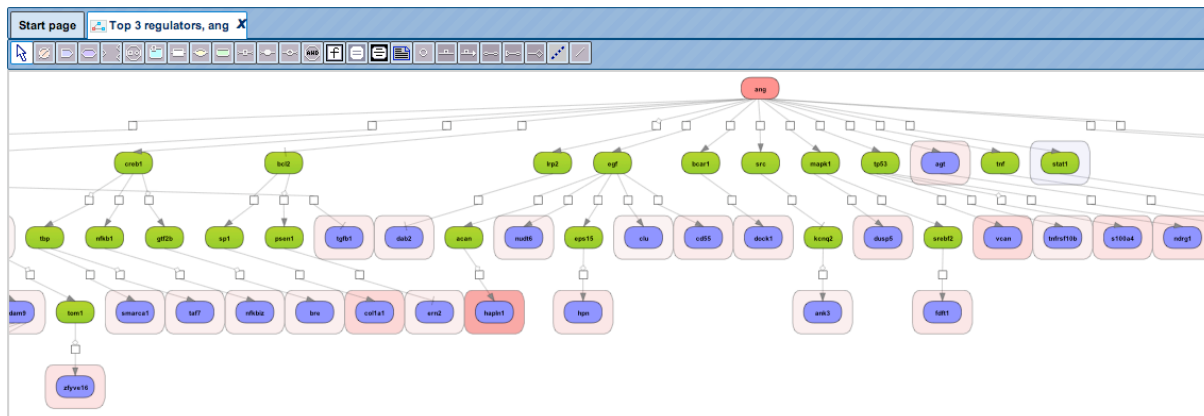 Start page
Top 3 regulators, ang X
AND
f
ang
creb1 bcl2 lrp2 egf bcar1 src mapk1 tp53 agt tnf stat1
tbp nfkb1 gtf2b sp1 psen1 tgfb1 dab2 acan nudt6 eps15 clu cd55 dock1 kcnq2 dusp5 srebf2 vcan tnfrsf10b s100a4 ndrg1
dam9 tom1 smarca1 taf7 nfkbiz bre col1a1 ern2 hapln1 hpn ank3 fdft1
zfyve16